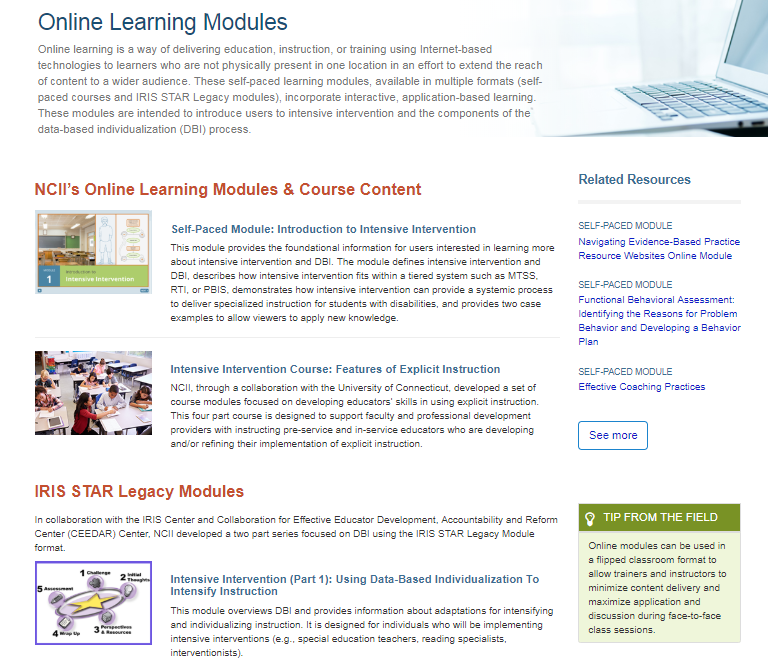 Online Learning Modules
Online learning is a way of delivering education, instruction, or training using Internet-based
technologies to learners who are not physically present in one location in an effort to extend the reach
of content to a wider audience. These self-paced learning modules, available in multiple formats (self-
paced courses and IRIS STAR Legacy modules), incorporate interactive, application-based learning.
These modules are intended to introduce users to intensive intervention and the components of the
data-based individualization (DBI) process.
NCII's Online Learning Modules & Course Content
1
Intensive Intervention
Self-Paced Module: Introduction to Intensive Intervention
This module provides the foundational information for users interested in learning more
about intensive intervention and DBI. The module defines intensive intervention and
DBI, describes how intensive intervention fits within a tiered system such as MTSS,
RTI, or PBIS, demonstrates how intensive intervention can provide a systemic process
to deliver specialized instruction for students with disabilities, and provides two case
examples to allow viewers to apply new knowledge.
Intensive Intervention Course: Features of Explicit Instruction
NCII, through a collaboration with the University of Connecticut, developed a set of
course modules focused on developing educators' skills in using explicit instruction.
This four part course is designed to support faculty and professional development
providers with instructing pre-service and in-service educators who are developing
and/or refining their implementation of explicit instruction.
IRIS STAR Legacy Modules
In collaboration with the IRIS Center and Collaboration for Effective Educator Development, Accountability and Reform
Center (CEEDAR) Center, NCII developed a two part series focused on DBI using the IRIS STAR Legacy Module
format.
1 Challenge
2 Initial
Thoughts
3 Perspectives
& Resources
4 Wrap Up
5 Assessment
Intensive Intervention (Part 1): Using Data-Based Individualization To
Intensify Instruction
This module overviews DBI and provides information about adaptations for intensifying
and individualizing instruction. It is designed for individuals who will be implementing
intensive interventions (e.g., special education teachers, reading specialists,
interventionists).
Related Resources
SELF-PACED MODULE
Navigating Evidence-Based Practice
Resource Websites Online Module
SELF-PACED MODULE
Functional Behavioral Assessment:
Identifying the Reasons for Problem
Behavior and Developing a Behavior
Plan
SELF-PACED MODULE
Effective Coaching Practices
See more
TIP FROM THE FIELD
Online modules can be used in
a flipped classroom format to
allow trainers and instructors to
minimize content delivery and
maximize application and
discussion during face-to-face
class sessions.